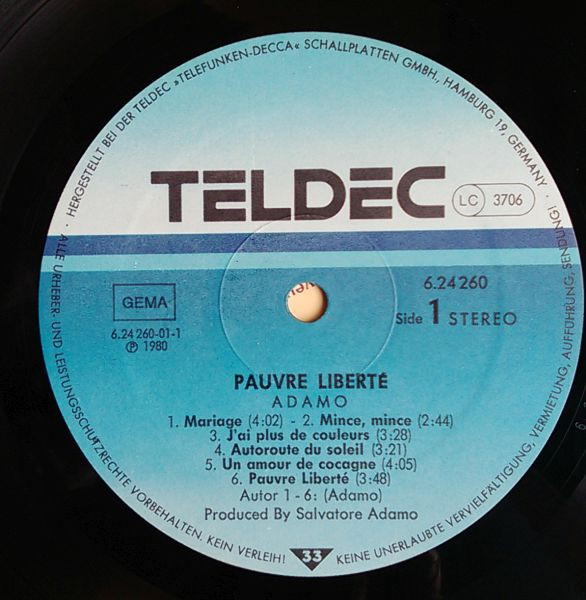 · HERGESTELLT BEI DER TELDEC »TELEFUNKEN-DECCA« SCHALLPLATTEN GMBH., HAMBURG 19, GERMANY ·
TELDEC
LC 3706
GEMA
6.24 260-01-1
Ⓟ 1980
6.24260
Side 1 STEREO
PAUVRE LIBERTÉ
ADAMO
1. Mariage (4:02) - 2. Mince, mince (2:44)
3. J'ai plus de couleurs (3:28)
4. Autoroute du soleil (3:21)
5. Un amour de cocagne (4:05)
6. Pauvre Liberté (3:48)
Autor 1 - 6: (Adamo)
Produced By Salvatore Adamo
33
· ALLE URHEBER- UND LEISTUNGSSCHUTZRECHTE VORBEHALTEN. KEIN VERLEIH! KEINE UNERLAUBTE VERVIELFÄLTIGUNG, VERMIETUNG, AUFFÜHRUNG, SENDUNG!